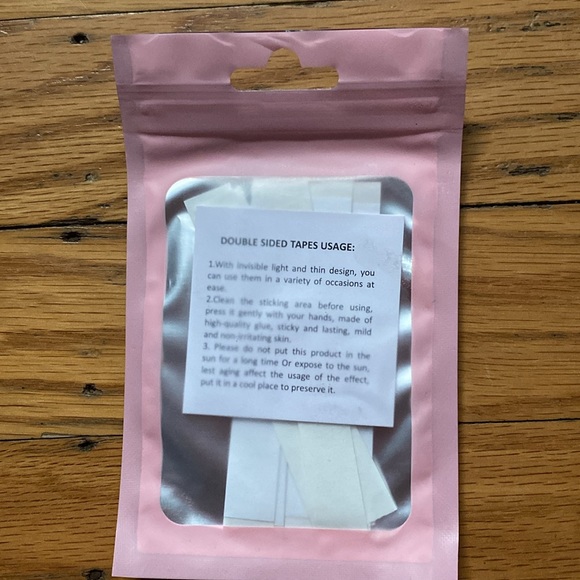 DOUBLE SIDED TAPES USAGE:
1.With invisible light and thin design, you
can use them in a variety of occasions at
ease.
2.Clean the sticking area before using,
press it gently with your hands, made of
high-quality glue, sticky and lasting, mild
and non-irritating skin.
3. Please do not put this product in the
sun for a long time Or expose to the sun,
lest aging affect the usage of the effect,
put it in a cool place to preserve it.